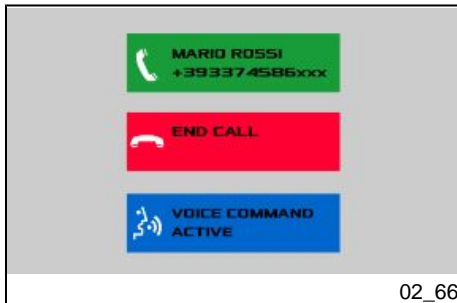 MARIO ROSSI
+393374586xxx
END CALL
VOICE COMMAND
ACTIVE
02_66